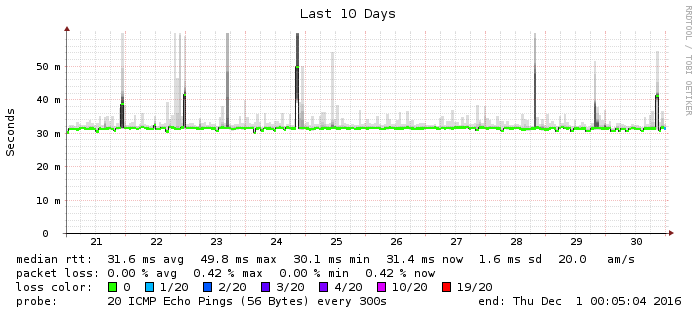 Last 10 Days
RRDTOOL / TOBI OETIKER
Seconds
50 m
40 m
30 m
20 m
10 m
0
21 22 23 24 25 26 27 28 29 30
median rtt: 31.6 ms avg 49.8 ms max 30.1 ms min 31.4 ms now 1.6 ms sd 20.0 am/s
packet loss: 0.00 % avg 0.42 % max 0.00 % min 0.42 % now
loss color: 0 1/20 2/20 3/20 4/20 10/20 19/20
probe: 20 ICMP Echo Pings (56 Bytes) every 300s end: Thu Dec 1 00:05:04 2016